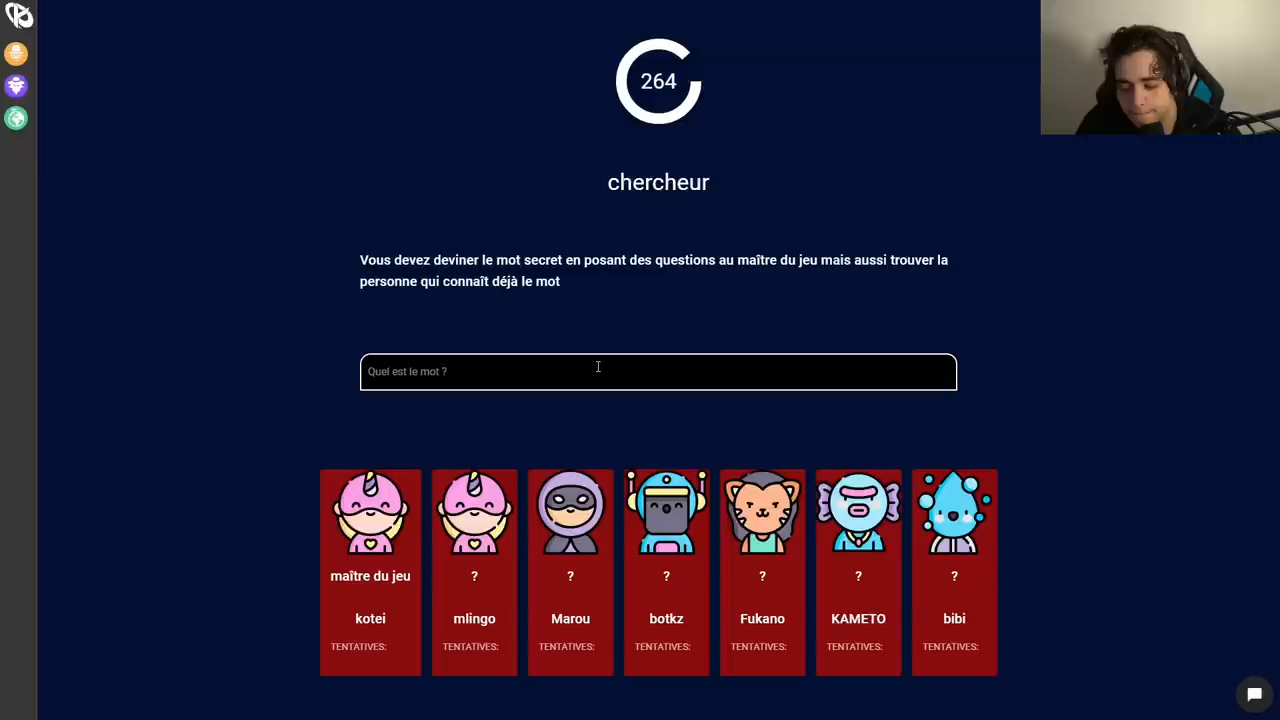 264
chercheur
Vous devez deviner le mot secret en posant des questions au maître du jeu mais aussi trouver la
personne qui connaît déjà le mot
Quel est le mot ?
maître du jeu ? ? ? ? ? ?
kotei mlingo Marou botkz Fukano KAMETO bibi
TENTATIVES: TENTATIVES: TENTATIVES: TENTATIVES: TENTATIVES: TENTATIVES: TENTATIVES: